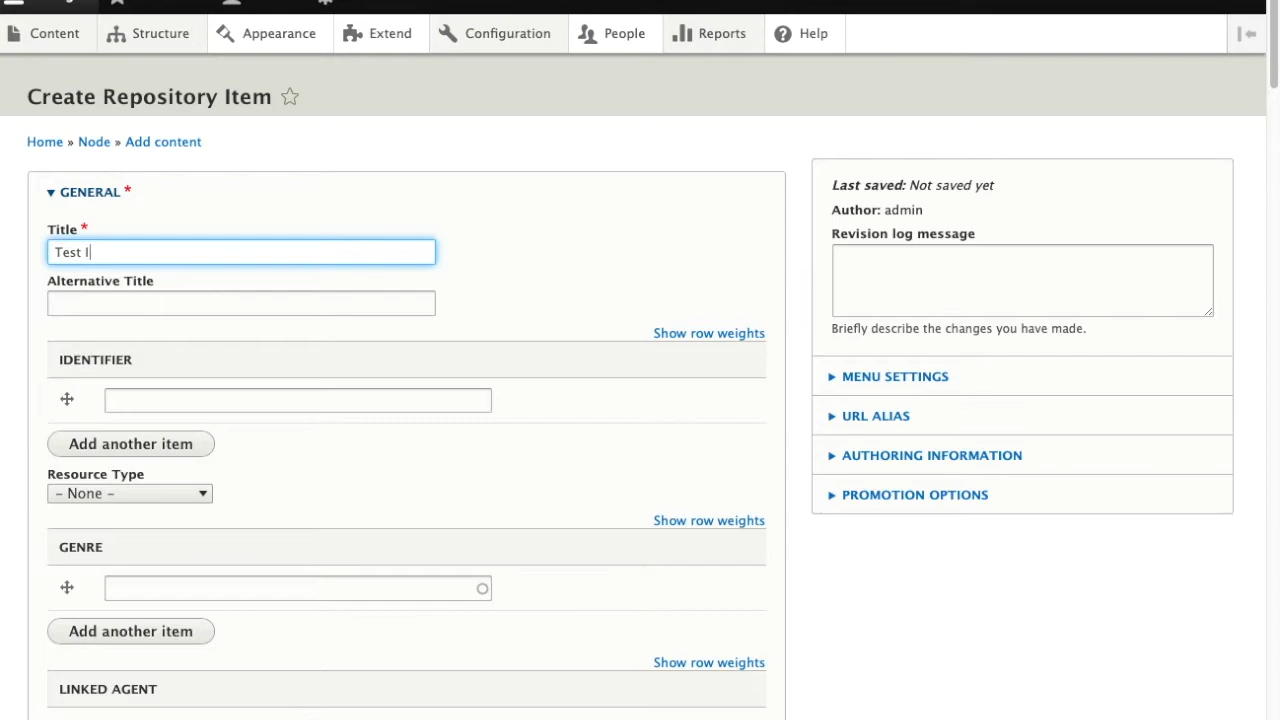 Content Structure Appearance Extend Configuration People Reports Help
Create Repository Item
Home » Node » Add content
GENERAL *
Title *
Test I
Alternative Title
Show row weights
IDENTIFIER
Add another item
Resource Type
- None -
Show row weights
GENRE
Add another item
Show row weights
LINKED AGENT
Last saved: Not saved yet
Author: admin
Revision log message
Briefly describe the changes you have made.
MENU SETTINGS
URL ALIAS
AUTHORING INFORMATION
PROMOTION OPTIONS